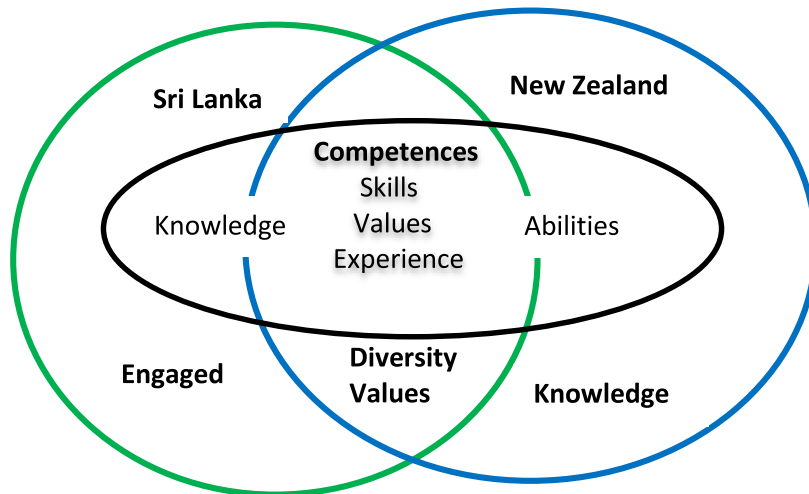 Sri Lanka
New Zealand
Competences
Skills
Knowledge
Values
Abilities
Experience
Engaged
Diversity
Values
Knowledge